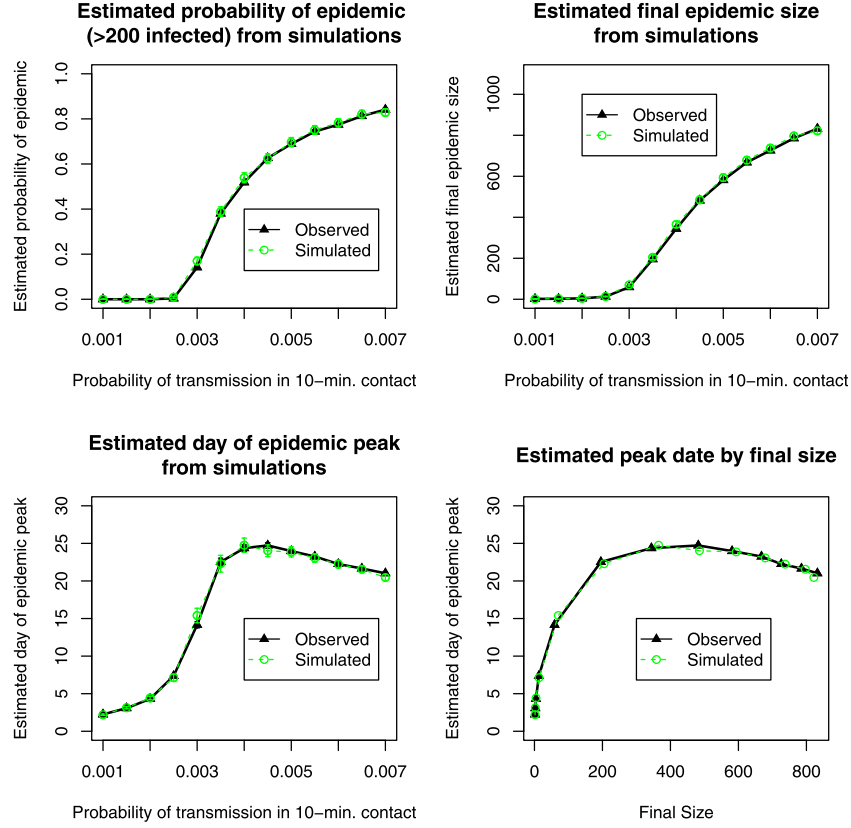 Estimated probability of epidemic
(>200 infected) from simulations
Estimated probability of epidemic
0.0
0.2
0.4
0.6
0.8
1.0
Observed
Simulated
0.001
0.003
0.005
0.007
Probability of transmission in 10−min. contact
Estimated final epidemic size
from simulations
Estimated final epidemic size
0
200
600
1000
Observed
Simulated
0.001
0.003
0.005
0.007
Probability of transmission in 10−min. contact
Estimated day of epidemic peak
from simulations
Estimated day of epidemic peak
0
5
10
15
20
25
30
Observed
Simulated
0.001
0.003
0.005
0.007
Probability of transmission in 10−min. contact
Estimated peak date by final size
Estimated day of epidemic peak
0
5
10
15
20
25
30
Observed
Simulated
0
200
400
600
800
Final Size